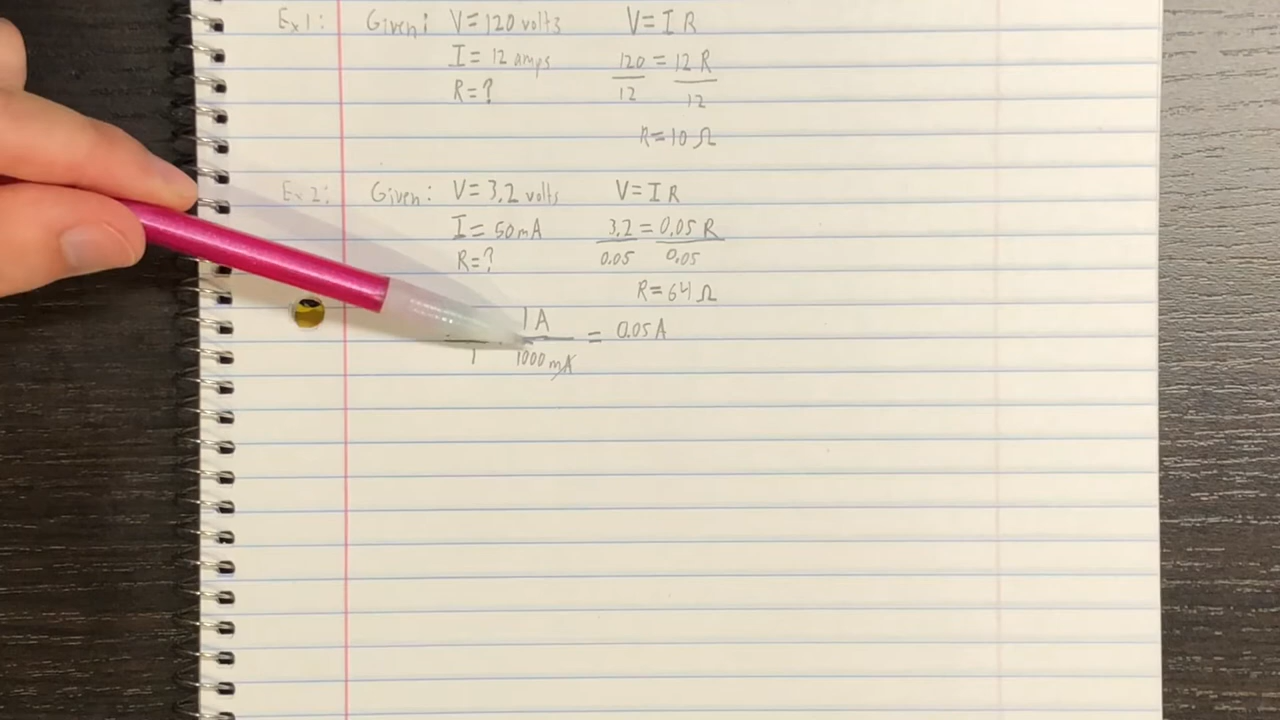 Ex 1: Given: V = 120 volts V = I R
I = 12 amps 120 = 12 R
R = ? 12 12
R = 10 Ω
Ex 2: Given: V = 3.2 volts V = I R
I = 50 mA 3.2 = 0.05 R
R = ? 0.05 0.05
R = 64 Ω
1 A = 0.05 A
1 1000 mA